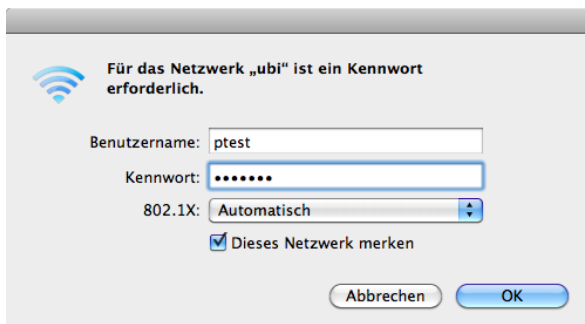 Für das Netzwerk „ubi“ ist ein Kennwort
erforderlich.
Benutzername: ptest
Kennwort: •••••••
802.1X: Automatisch
Dieses Netzwerk merken
Abbrechen OK